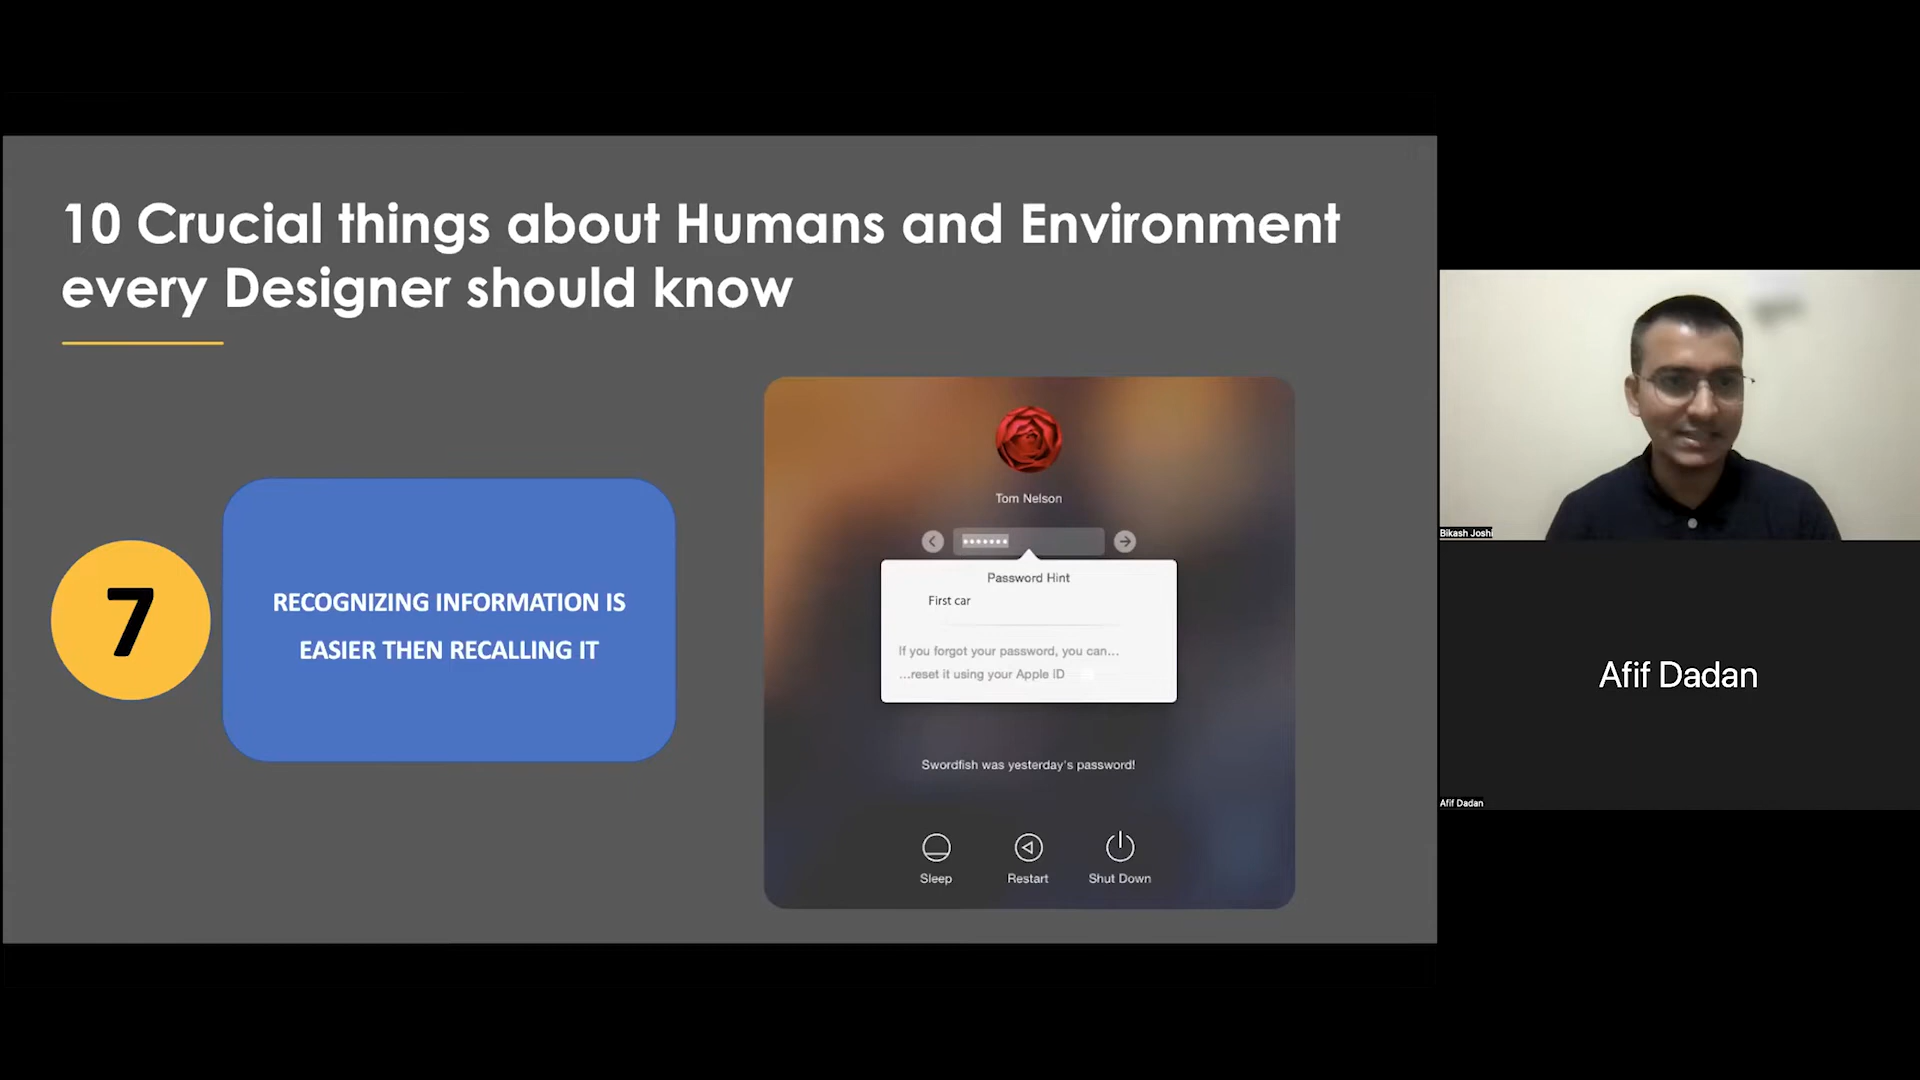 10 Crucial things about Humans and Environment
every Designer should know
7
RECOGNIZING INFORMATION IS
EASIER THEN RECALLING IT
Tom Nelson
Password Hint
First car
If you forgot your password, you can...
...reset it using your Apple ID
Swordfish was yesterday's password!
Sleep
Restart
Shut Down
Bikash Joshi
Afif Dadan
Afif Dadan